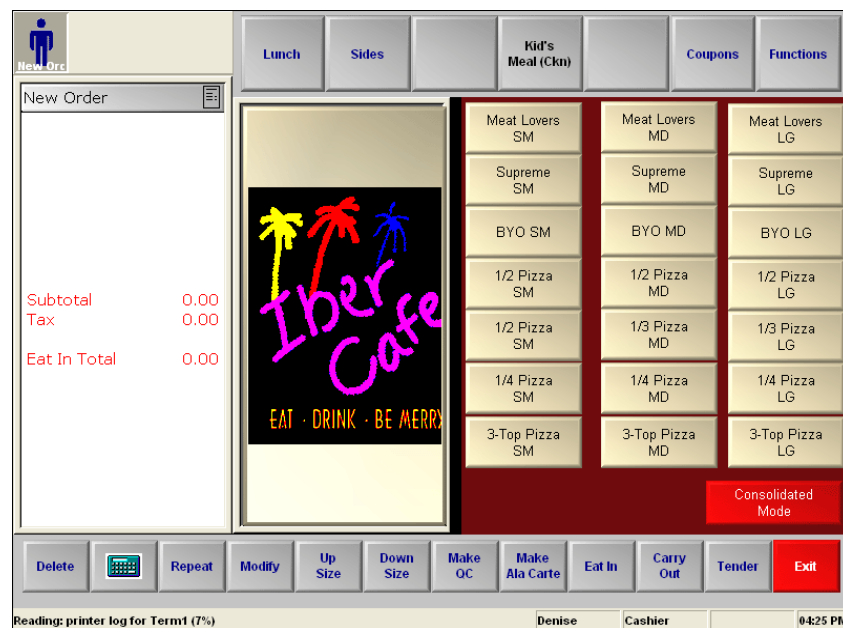 New Orc
Lunch
Sides
Kid's
Meal (Ckn)
Coupons
Functions
New Order
Subtotal 0.00
Tax 0.00
Eat In Total 0.00
Iber
Cafe
EAT · DRINK · BE MERRY
Meat Lovers
SM
Meat Lovers
MD
Meat Lovers
LG
Supreme
SM
Supreme
MD
Supreme
LG
BYO SM
BYO MD
BYO LG
1/2 Pizza
SM
1/2 Pizza
MD
1/2 Pizza
LG
1/2 Pizza
SM
1/3 Pizza
MD
1/3 Pizza
LG
1/4 Pizza
SM
1/4 Pizza
MD
1/4 Pizza
LG
3-Top Pizza
SM
3-Top Pizza
MD
3-Top Pizza
LG
Consolidated
Mode
Delete
Repeat
Modify
Up
Size
Down
Size
Make
QC
Make
Ala Carte
Eat In
Carry
Out
Tender
Exit
Reading: printer log for Term1 (7%)
Denise
Cashier
04:25 PM